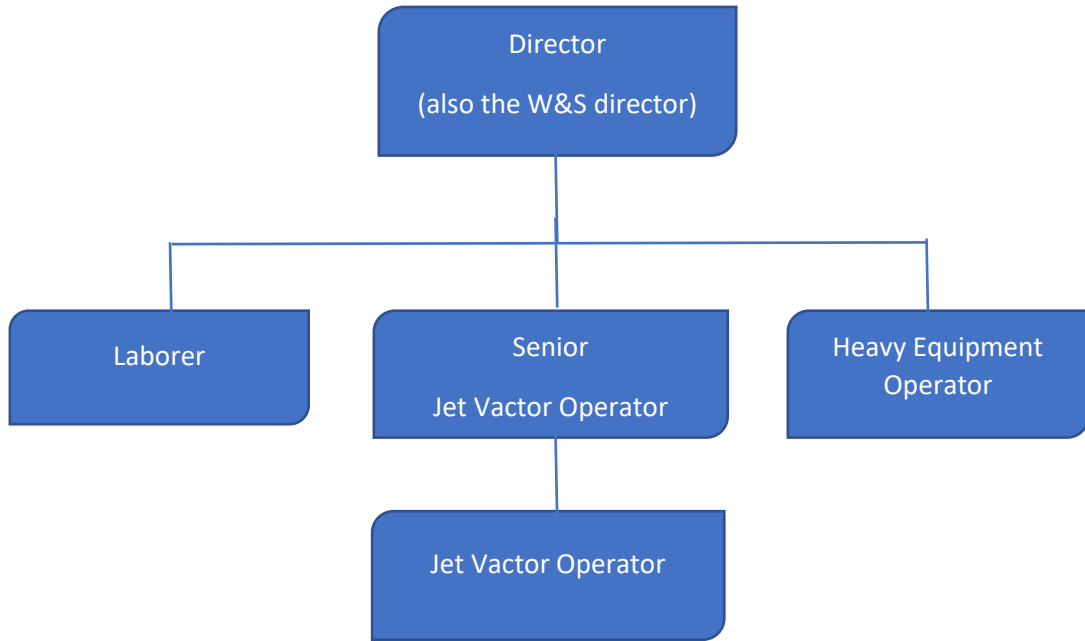 Director
(also the W&S director)
Laborer
Senior
Jet Vactor Operator
Heavy Equipment
Operator
Jet Vactor Operator